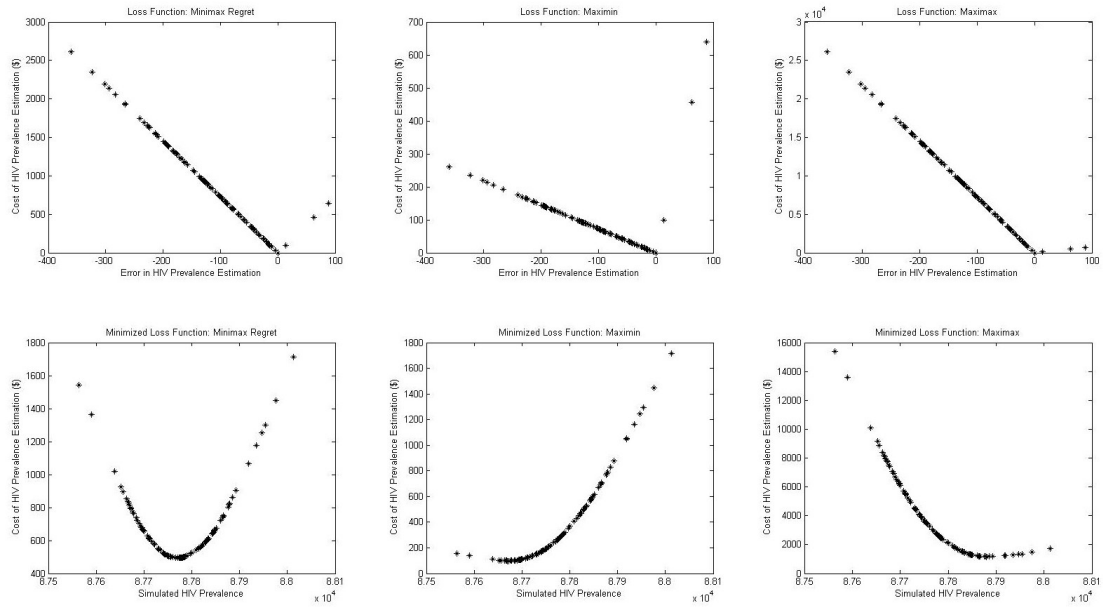 Loss Function: Minimax Regret
3000
2500
2000
1500
1000
500
0
-400 -300 -200 -100 0 100
Cost of HIV Prevalence Estimation ($)
Error in HIV Prevalence Estimation
Loss Function: Maximin
700
600
500
400
300
200
100
0
-400 -300 -200 -100 0 100
Cost of HIV Prevalence Estimation ($)
Error in HIV Prevalence Estimation
Loss Function: Maximax
x 10^4
3
2.5
2
1.5
1
0.5
0
-400 -300 -200 -100 0 100
Cost of HIV Prevalence Estimation ($)
Error in HIV Prevalence Estimation
Minimized Loss Function: Minimax Regret
1800
1600
1400
1200
1000
800
600
400
8.75 8.76 8.77 8.78 8.79 8.8 8.81
Cost of HIV Prevalence Estimation ($)
Simulated HIV Prevalence
x 10^4
Minimized Loss Function: Maximin
1800
1600
1400
1200
1000
800
600
400
200
0
8.75 8.76 8.77 8.78 8.79 8.8 8.81
Cost of HIV Prevalence Estimation ($)
Simulated HIV Prevalence
x 10^4
Minimized Loss Function: Maximax
16000
14000
12000
10000
8000
6000
4000
2000
0
8.75 8.76 8.77 8.78 8.79 8.8 8.81
Cost of HIV Prevalence Estimation ($)
Simulated HIV Prevalence
x 10^4